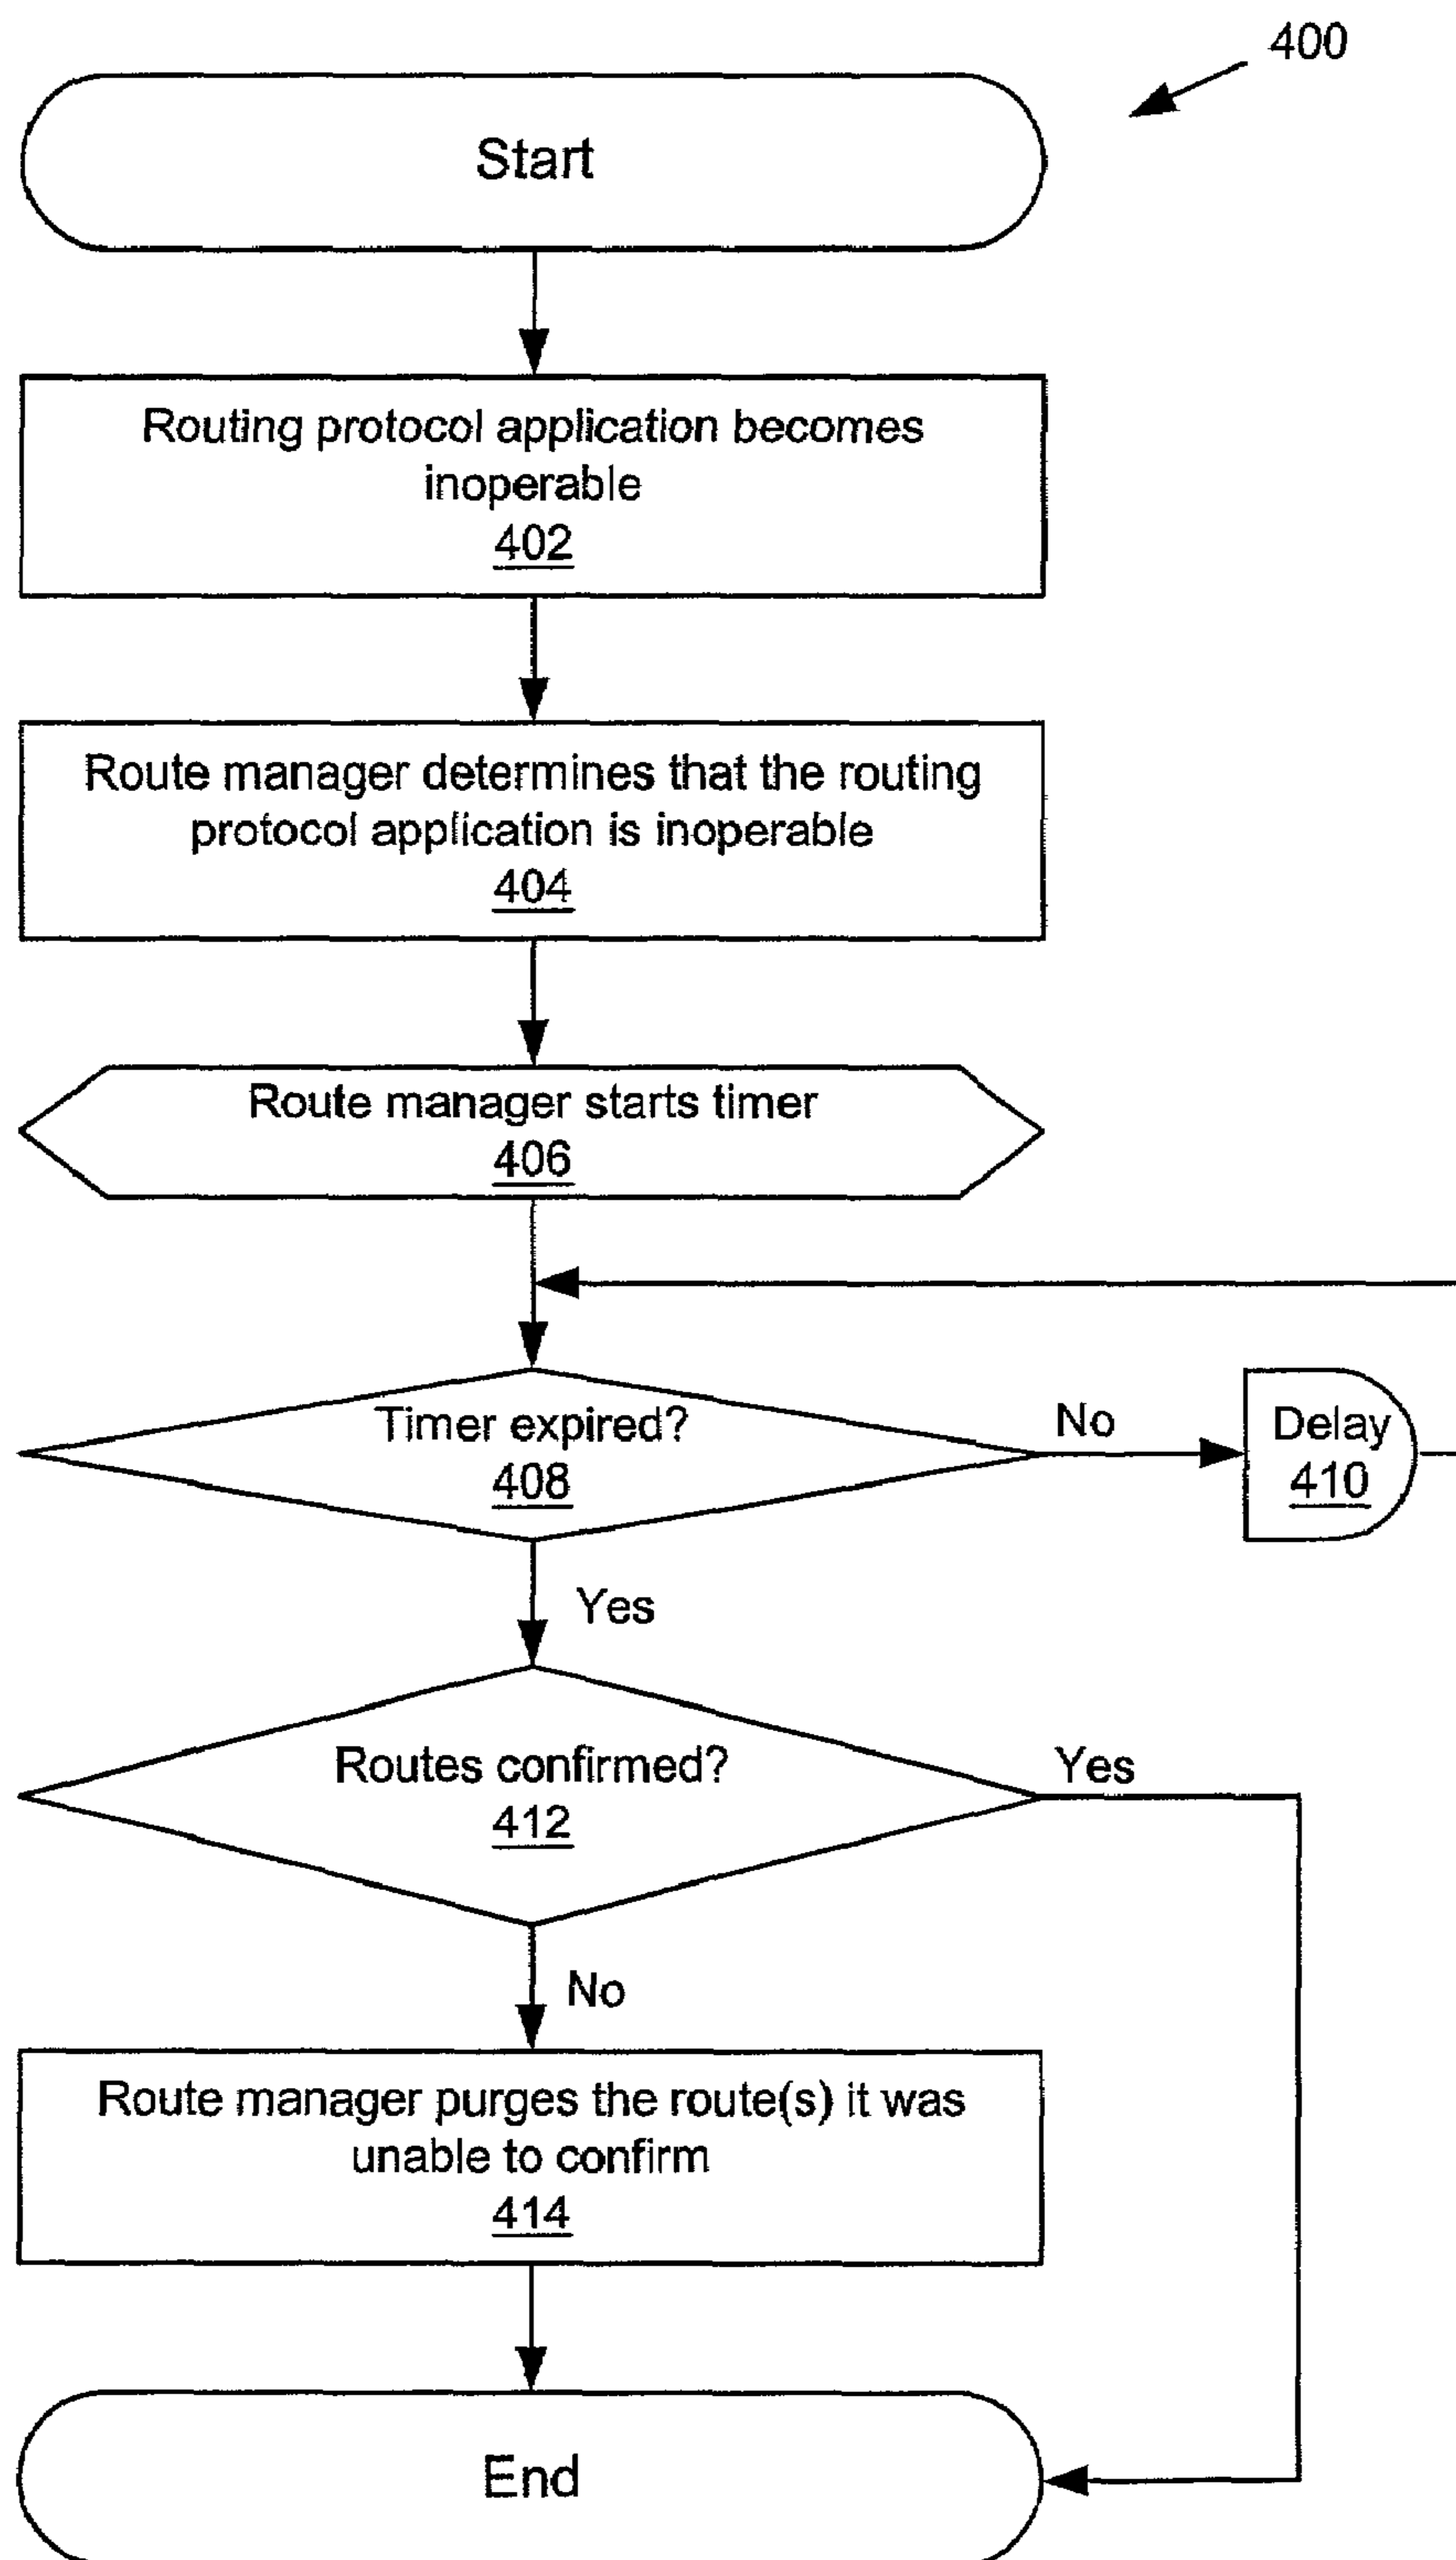 400
Start
Routing protocol application becomes
inoperable
402
Route manager determines that the routing
protocol application is inoperable
404
Route manager starts timer
406
Timer expired?
408
No
Delay
410
Yes
Routes confirmed?
412
Yes
No
Route manager purges the route(s) it was
unable to confirm
414
End